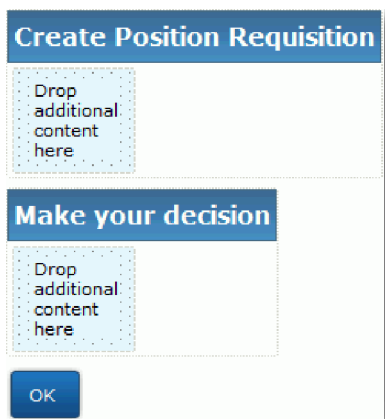 Create Position Requisition
Drop
additional
content
here
Make your decision
Drop
additional
content
here
OK